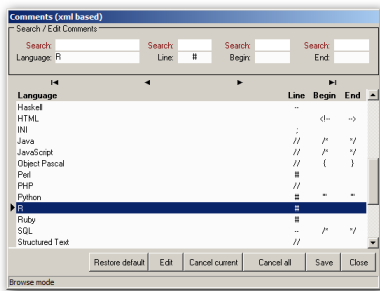 Comments (xml based)
Search / Edit Comments
Search: Search: Search: Search:
Language: R Line: # Begin: End:
Language Line Begin End
Haskell --
HTML <!-- -->
INI ;
Java // /* */
JavaScript // /* */
Object Pascal // { }
Perl #
PHP //
Python # ''' '''
R #
Ruby #
SQL -- /* */
Structured Text //
Restore default Edit Cancel current Cancel all Save Close
Browse mode